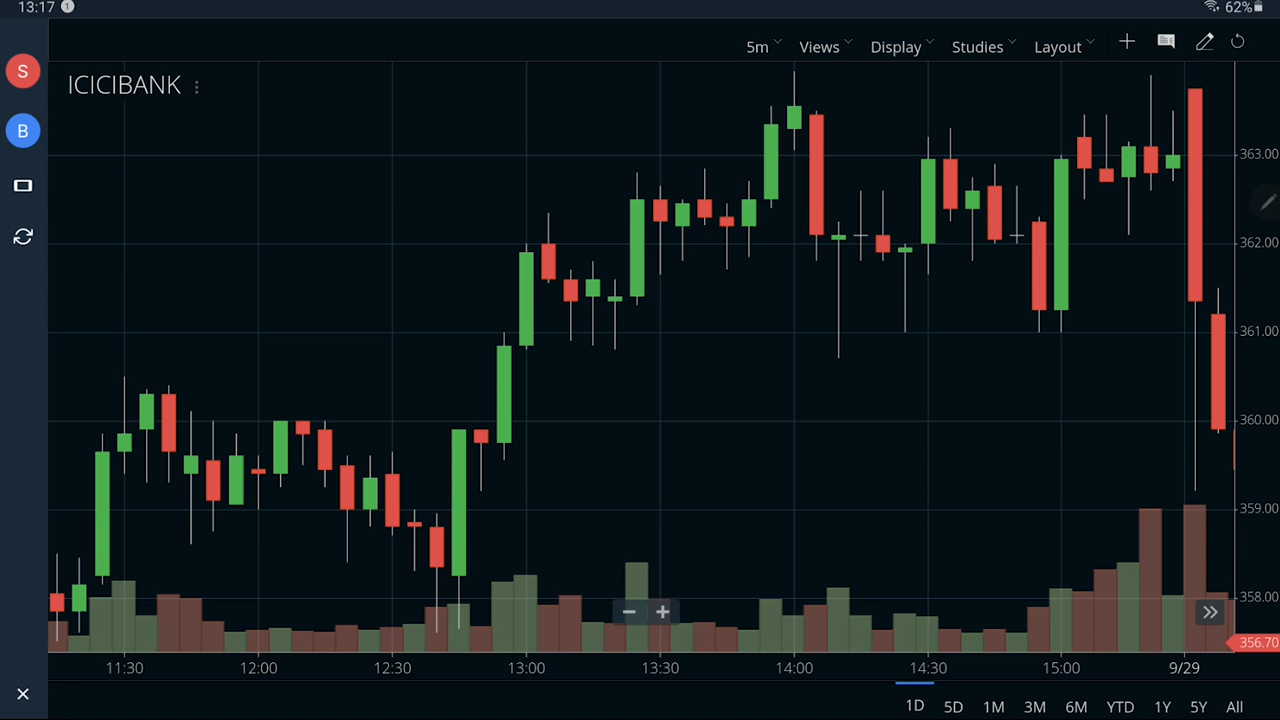 13:17 1 62%
S
B
5m Views Display Studies Layout
ICICIBANK
363.00
362.00
361.00
360.00
359.00
358.00
356.70
11:30 12:00 12:30 13:00 13:30 14:00 14:30 15:00 9/29
1D 5D 1M 3M 6M YTD 1Y 5Y All